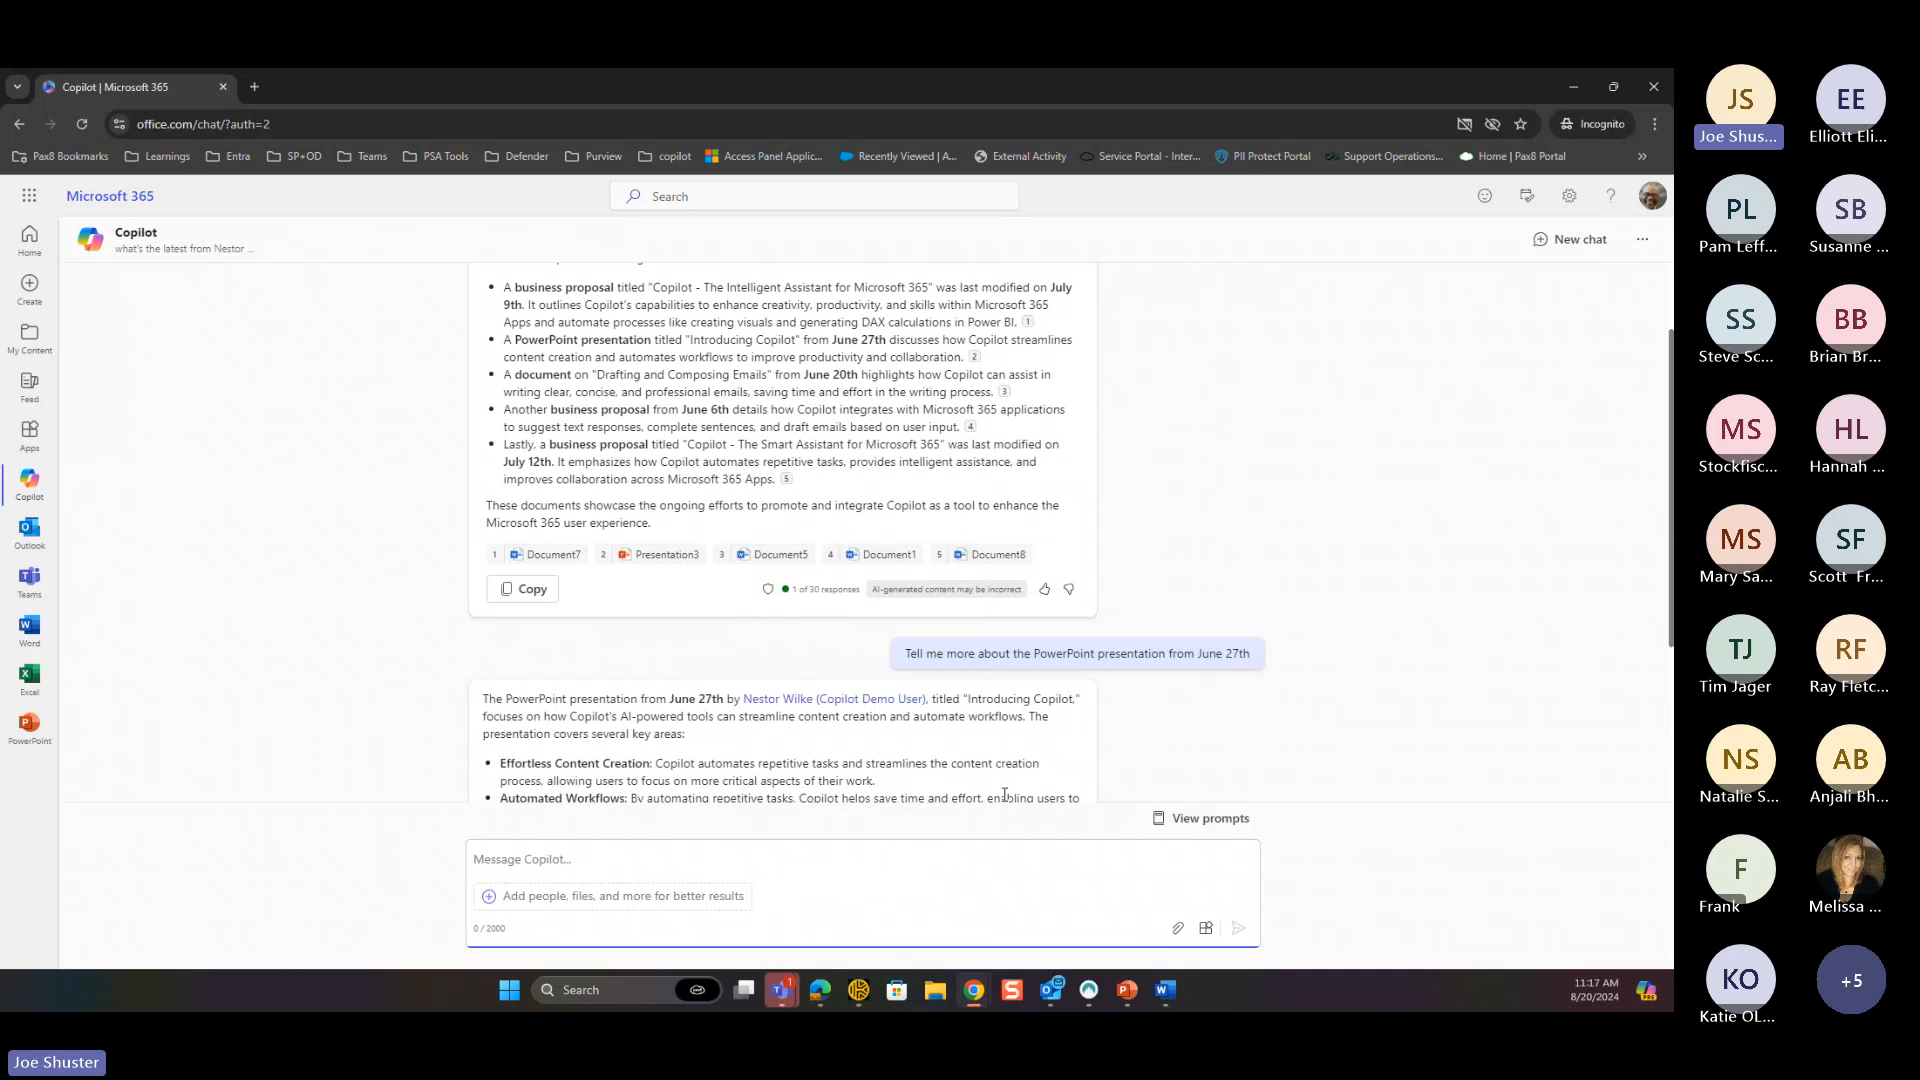 Copilot | Microsoft 365
office.com/chat/?auth=2
Incognito
Pax8 Bookmarks
Learnings
Entra
SP+OD
Teams
PSA Tools
Defender
Purview
copilot
Access Panel Applic...
Recently Viewed | A...
External Activity
Service Portal - Inter...
PII Protect Portal
Support Operations...
Home | Pax8 Portal
Microsoft 365
Search
Home
Create
My Content
Feed
Apps
Copilot
Outlook
Teams
Word
Excel
PowerPoint
Copilot
what's the latest from Nestor ...
New chat
• A business proposal titled "Copilot - The Intelligent Assistant for Microsoft 365" was last modified on July
9th. It outlines Copilot's capabilities to enhance creativity, productivity, and skills within Microsoft 365
Apps and automate processes like creating visuals and generating DAX calculations in Power BI. 1
• A PowerPoint presentation titled "Introducing Copilot" from June 27th discusses how Copilot streamlines
content creation and automates workflows to improve productivity and collaboration. 2
• A document on "Drafting and Composing Emails" from June 20th highlights how Copilot can assist in
writing clear, concise, and professional emails, saving time and effort in the writing process. 3
• Another business proposal from June 6th details how Copilot integrates with Microsoft 365 applications
to suggest text responses, complete sentences, and draft emails based on user input. 4
• Lastly, a business proposal titled "Copilot - The Smart Assistant for Microsoft 365" was last modified on
July 12th. It emphasizes how Copilot automates repetitive tasks, provides intelligent assistance, and
improves collaboration across Microsoft 365 Apps. 5
These documents showcase the ongoing efforts to promote and integrate Copilot as a tool to enhance the
Microsoft 365 user experience.
1 Document7 2 Presentation3 3 Document5 4 Document1 5 Document8
Copy
1 of 30 responses
AI-generated content may be incorrect
Tell me more about the PowerPoint presentation from June 27th
The PowerPoint presentation from June 27th by Nestor Wilke (Copilot Demo User), titled "Introducing Copilot,"
focuses on how Copilot's AI-powered tools can streamline content creation and automate workflows. The
presentation covers several key areas:
• Effortless Content Creation: Copilot automates repetitive tasks and streamlines the content creation
process, allowing users to focus on more critical aspects of their work.
• Automated Workflows: By automating repetitive tasks, Copilot helps save time and effort, enabling users to
View prompts
Message Copilot...
Add people, files, and more for better results
0 / 2000
Search
11:17 AM
8/20/2024
JS
Joe Shus...
EE
Elliott Eli...
PL
Pam Leff...
SB
Susanne ...
SS
Steve Sc...
BB
Brian Br...
MS
Stockfisc...
HL
Hannah ...
MS
Mary Sa...
SF
Scott Fr...
TJ
Tim Jager
RF
Ray Fletc...
NS
Natalie S...
AB
Anjali Bh...
F
Frank
Melissa ...
KO
Katie OL...
+5
Joe Shuster